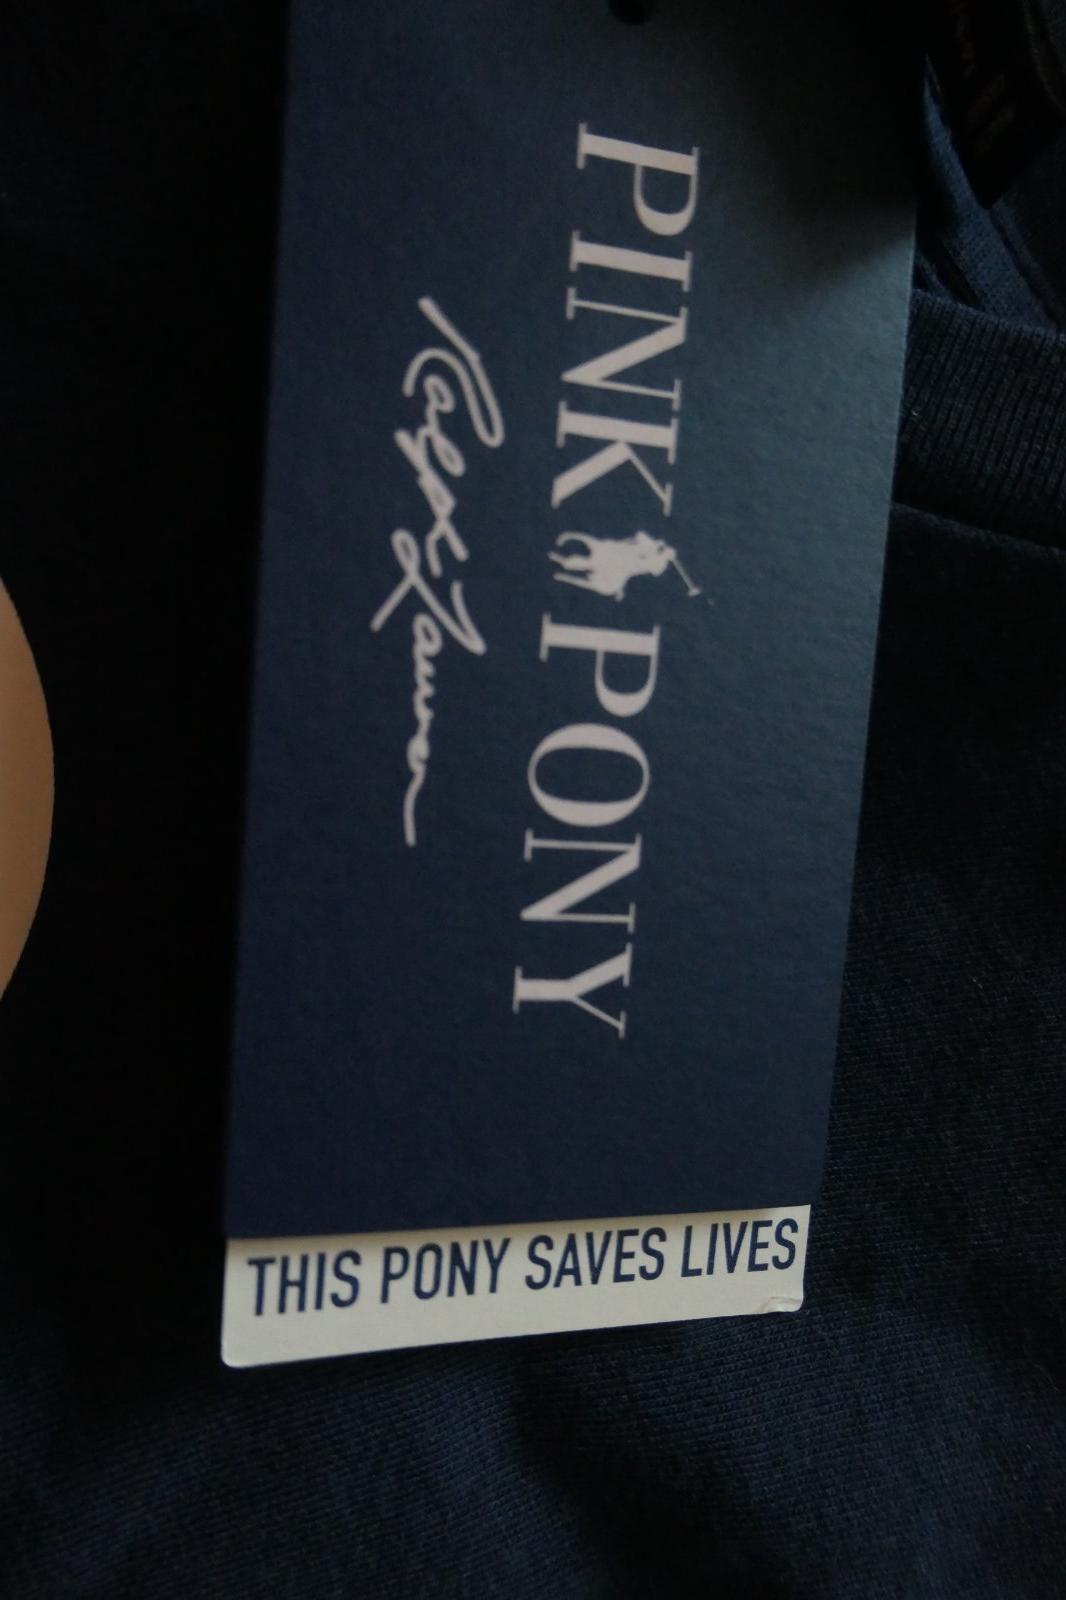 PINK PONY
Ralph Lauren
THIS PONY SAVES LIVES